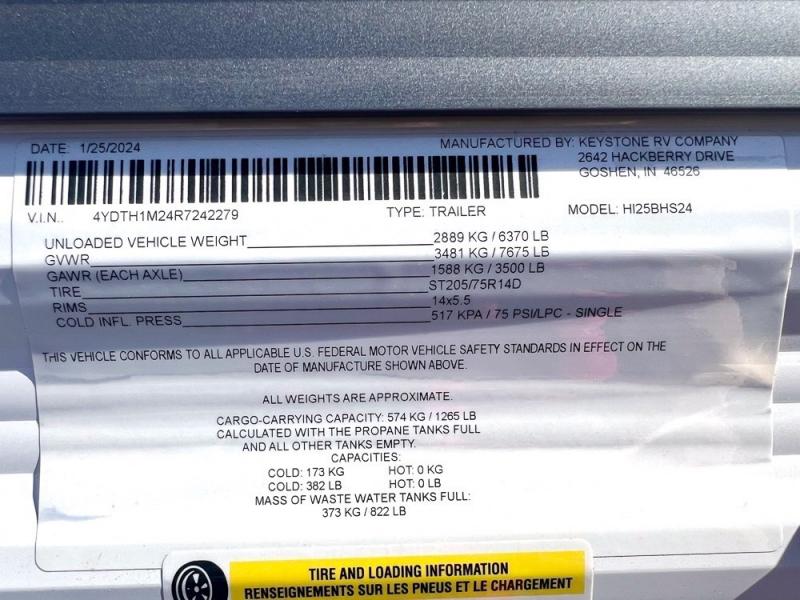 DATE: 1/25/2024
MANUFACTURED BY: KEYSTONE RV COMPANY
2642 HACKBERRY DRIVE
GOSHEN, IN 46526
V.I.N.. 4YDTH1M24R7242279 TYPE: TRAILER MODEL: HI25BHS24
UNLOADED VEHICLE WEIGHT 2889 KG / 6370 LB
GVWR 3481 KG / 7675 LB
GAWR (EACH AXLE) 1588 KG / 3500 LB
TIRE ST205/75R14D
RIMS 14x5.5
COLD INFL. PRESS 517 KPA / 75 PSI/LPC - SINGLE
THIS VEHICLE CONFORMS TO ALL APPLICABLE U.S. FEDERAL MOTOR VEHICLE SAFETY STANDARDS IN EFFECT ON THE
DATE OF MANUFACTURE SHOWN ABOVE.
ALL WEIGHTS ARE APPROXIMATE.
CARGO-CARRYING CAPACITY: 574 KG / 1265 LB
CALCULATED WITH THE PROPANE TANKS FULL
AND ALL OTHER TANKS EMPTY.
CAPACITIES:
COLD: 173 KG HOT: 0 KG
COLD: 382 LB HOT: 0 LB
MASS OF WASTE WATER TANKS FULL:
373 KG / 822 LB
TIRE AND LOADING INFORMATION
RENSEIGNEMENTS SUR LES PNEUS ET LE CHARGEMENT